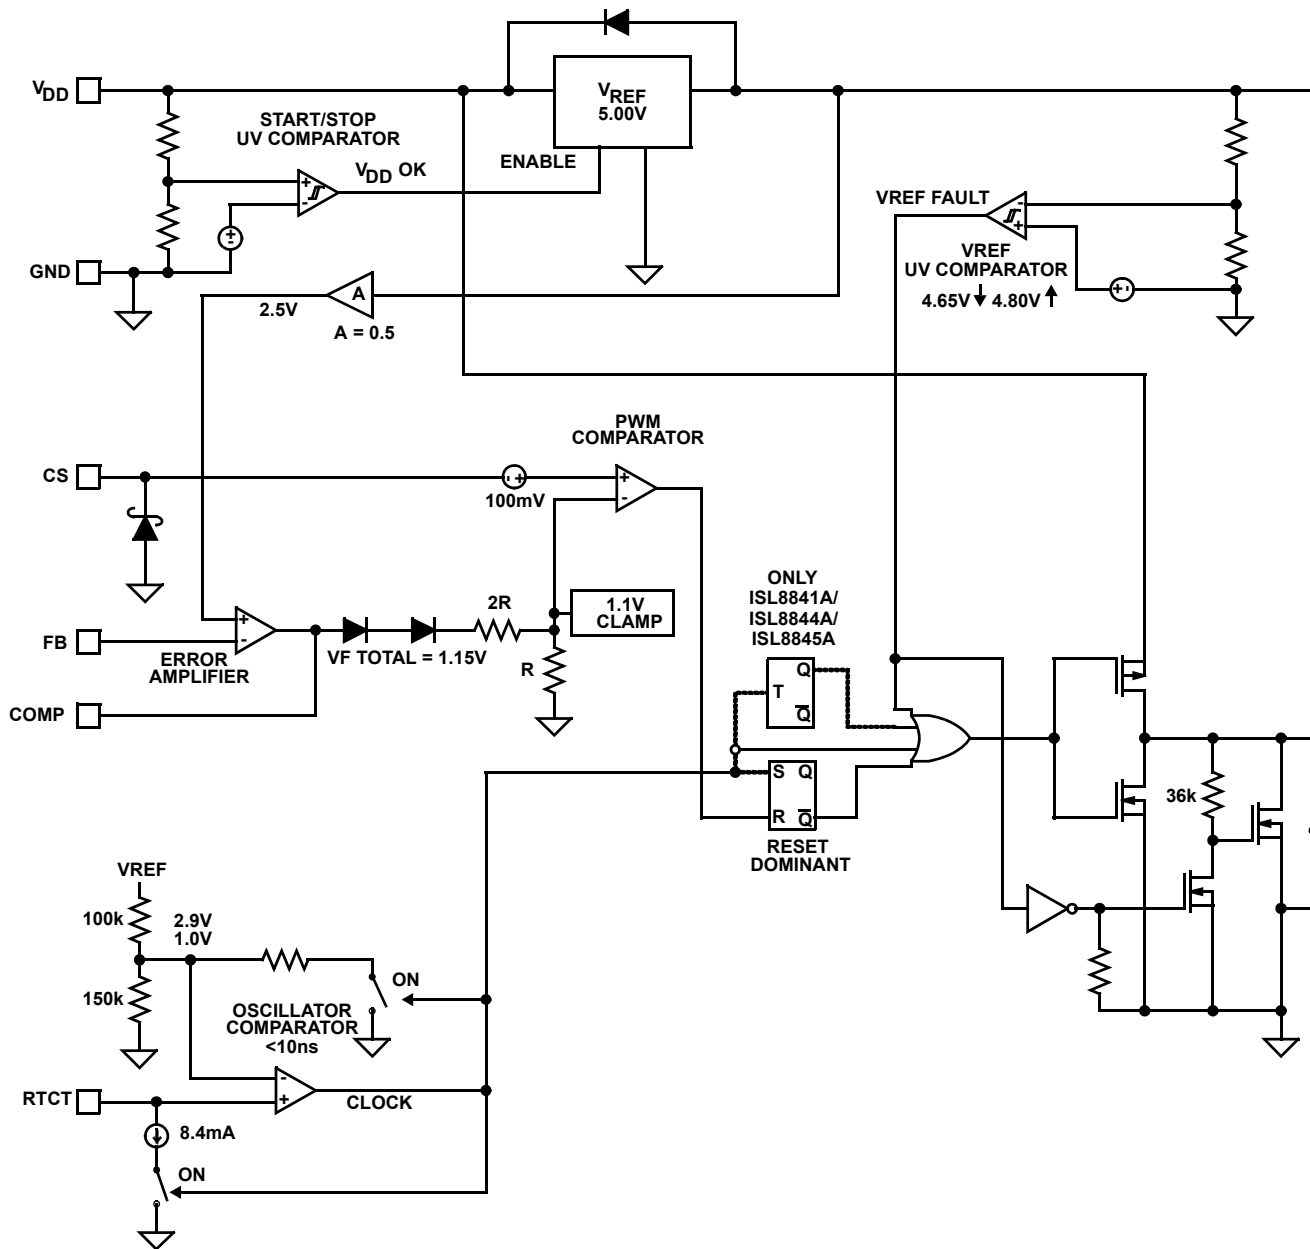 VDD
START/STOP
UV COMPARATOR
+
-
VDD OK
+
-
ENABLE
VREF
5.00V
GND
2.5V
A
A = 0.5
VREF FAULT
-
+
VREF
UV COMPARATOR
4.65V ↓ 4.80V ↑
+ -
PWM
COMPARATOR
CS
- +
100mV
+
-
1.1V
CLAMP
2R
R
+
-
FB
ERROR
AMPLIFIER
VF TOTAL = 1.15V
COMP
ONLY
ISL8841A/
ISL8844A/
ISL8845A
Q
T
Q
S Q
R Q
RESET
DOMINANT
36k
VREF
100k
2.9V
1.0V
150k
ON
OSCILLATOR
COMPARATOR
<10ns
-
+
RTCT
CLOCK
8.4mA
ON